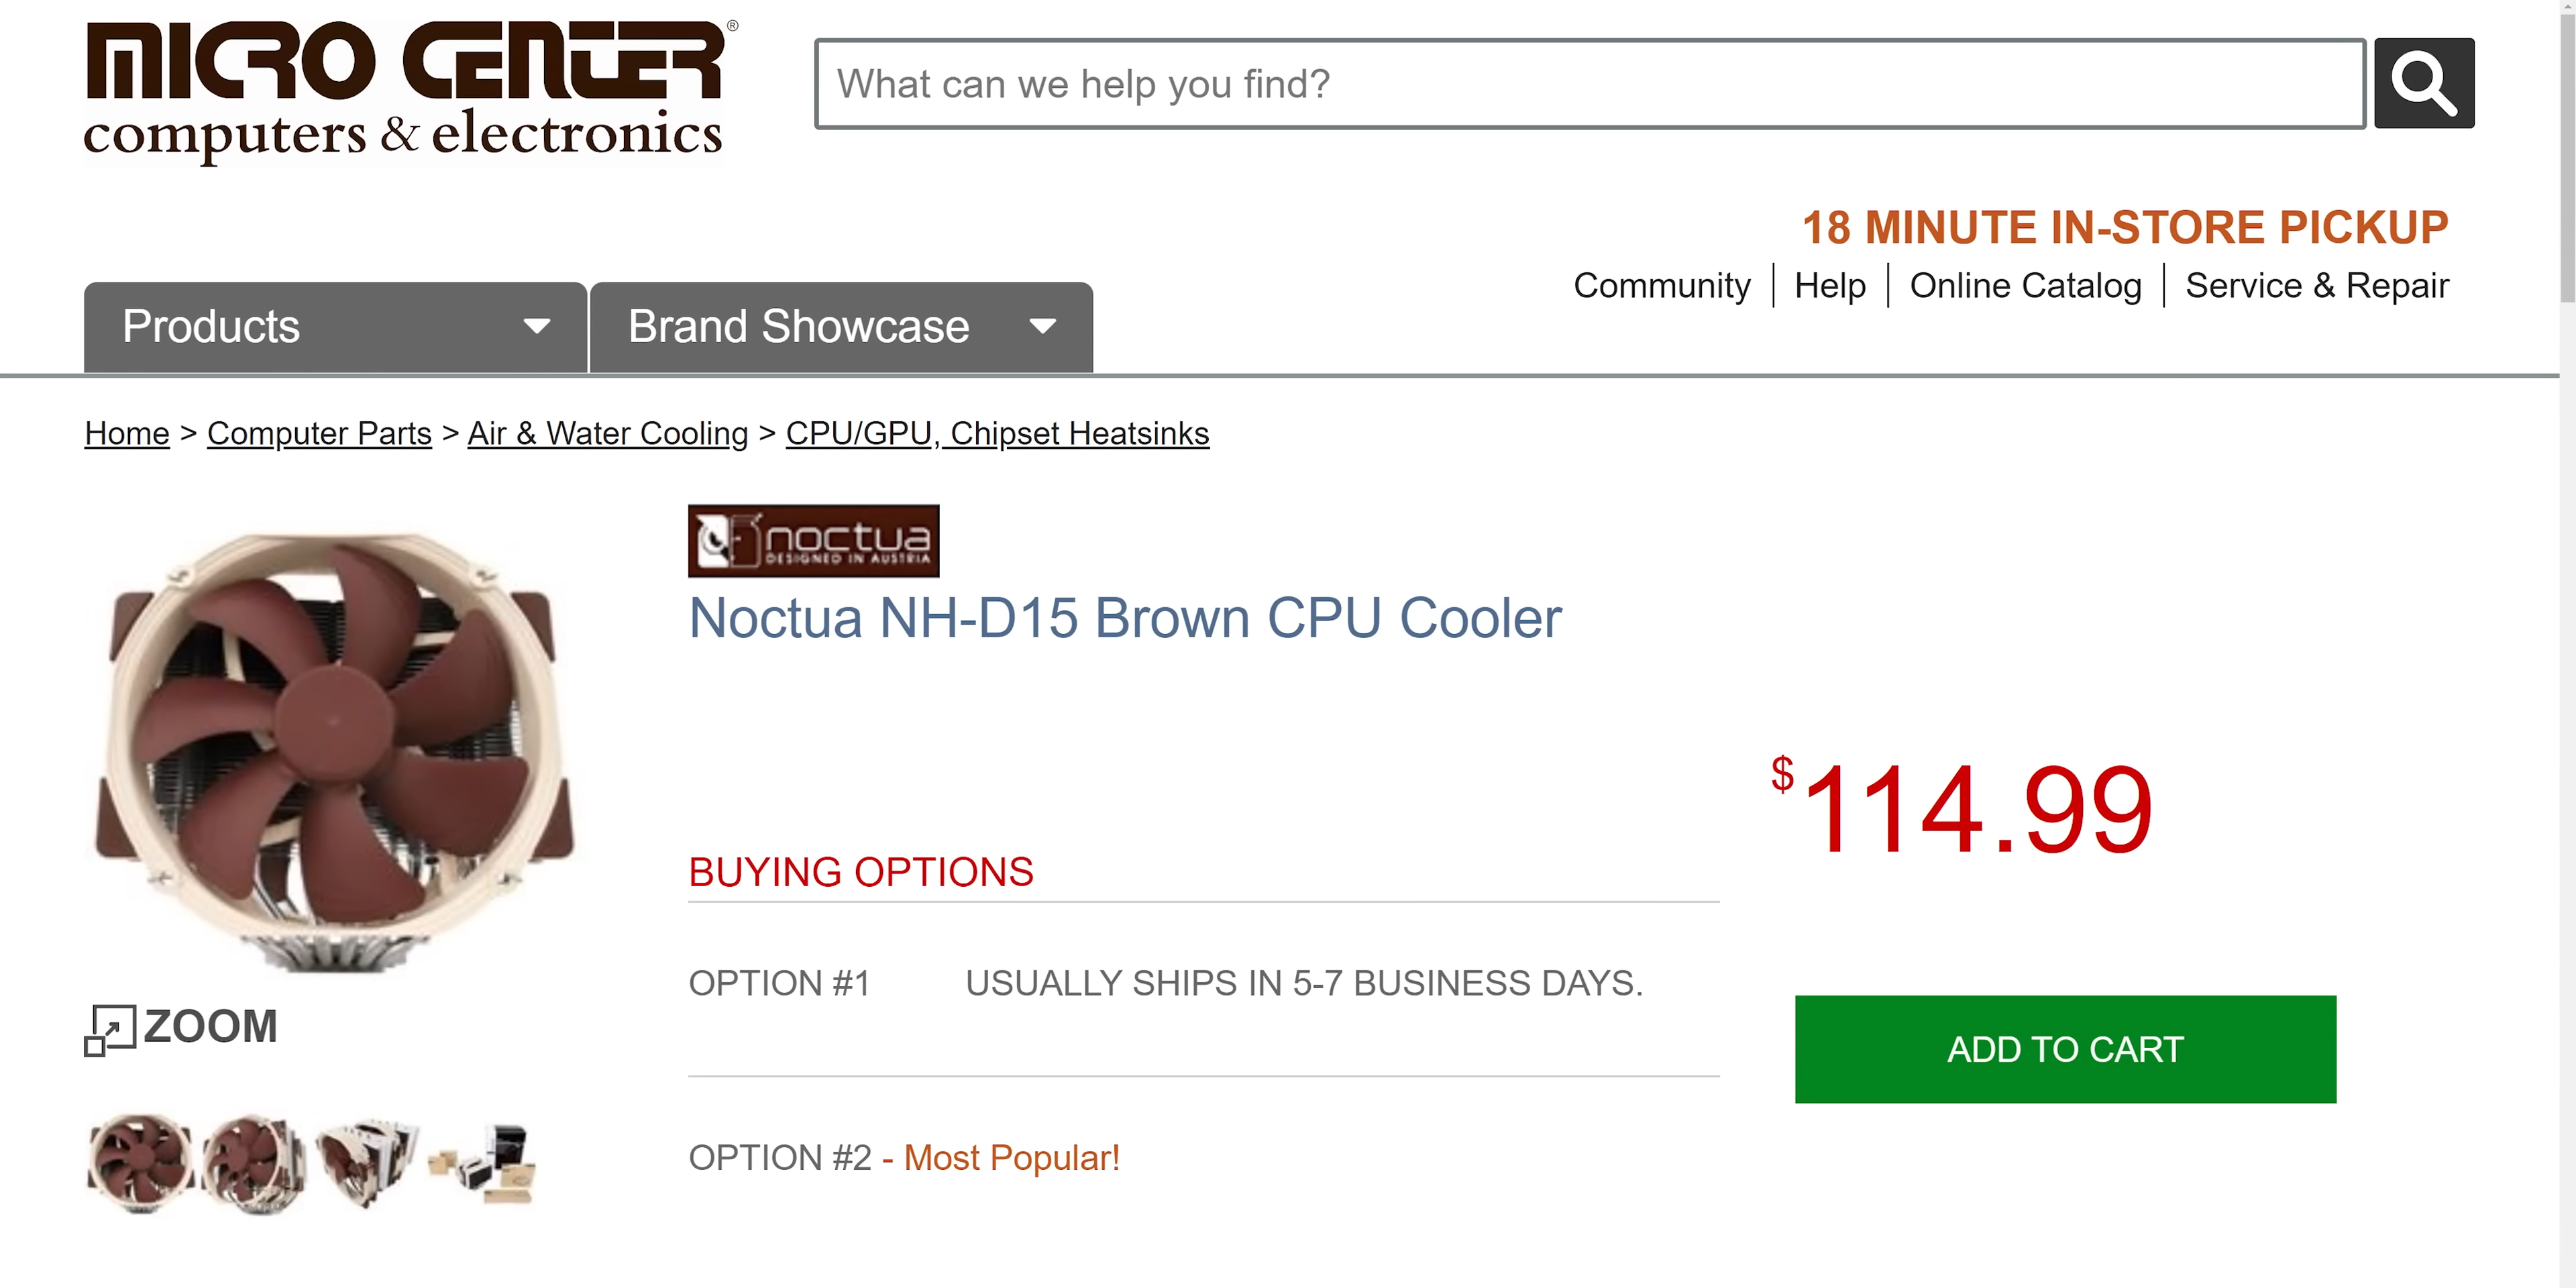 MICRO CENTER®
computers & electronics
What can we help you find?
18 MINUTE IN-STORE PICKUP
Community | Help | Online Catalog | Service & Repair
Products
Brand Showcase
Home > Computer Parts > Air & Water Cooling > CPU/GPU, Chipset Heatsinks
noctua
DESIGNED IN AUSTRIA
Noctua NH-D15 Brown CPU Cooler
$114.99
BUYING OPTIONS
OPTION #1 USUALLY SHIPS IN 5-7 BUSINESS DAYS.
ADD TO CART
ZOOM
OPTION #2 - Most Popular!